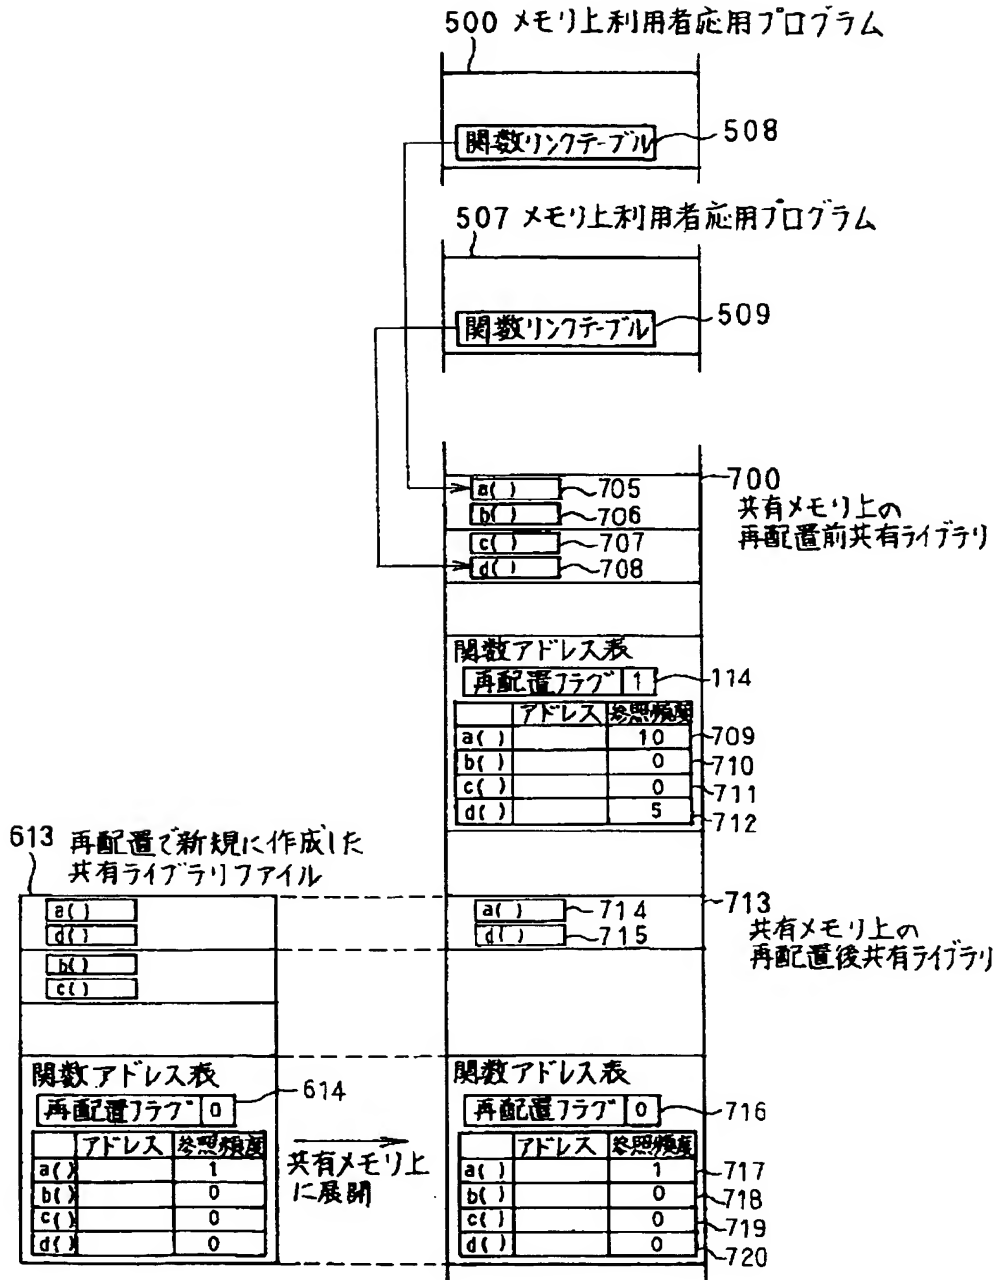 500 メモリ上利用者応用プログラム
関数リンクテーブル 508
507 メモリ上利用者応用プログラム
関数リンクテーブル 509
700
共有メモリ上の
再配置前共有ライブラリ
a( ) 705
b( ) 706
c( ) 707
d( ) 708
関数アドレス表
再配置フラグ 1 114
アドレス 参照頻度
a( ) 10 709
b( ) 0 710
c( ) 0 711
d( ) 5 712
613 再配置で新規に作成した
共有ライブラリファイル
a()
d()
b()
c()
713
共有メモリ上の
再配置後共有ライブラリ
a( ) 714
d( ) 715
関数アドレス表
再配置フラグ 0 614
アドレス 参照頻度
a() 1
b() 0
c() 0
d() 0
共有メモリ上
に展開
関数アドレス表
再配置フラグ 0 716
アドレス 参照頻度
a( ) 1 717
b( ) 0 718
c( ) 0 719
d( ) 0 720